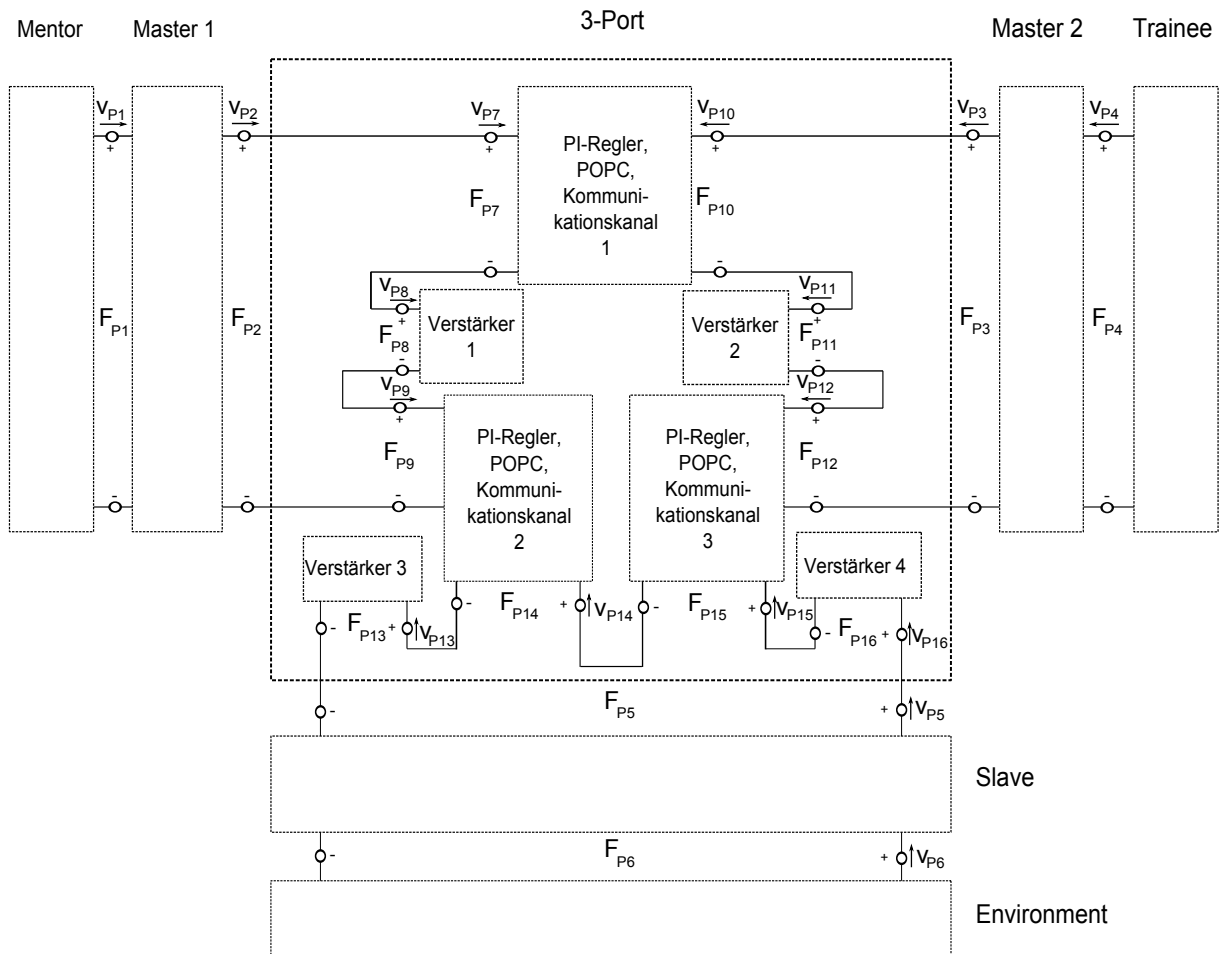 Mentor
Master 1
3-Port
Master 2
Trainee
vP1
vP2
vP7
vP10
vP3
vP4
+
+
+
+
+
+
PI-Regler,
POPC,
Kommuni-
kationskanal
1
FP7
FP10
-
-
vP8
vP11
+
+
Verstärker
1
Verstärker
2
FP1
FP2
FP8
FP11
FP3
FP4
-
-
vP9
vP12
+
+
PI-Regler,
POPC,
Kommuni-
kationskanal
2
PI-Regler,
POPC,
Kommuni-
kationskanal
3
FP9
FP12
-
-
-
-
-
-
Verstärker 3
Verstärker 4
- FP13 + vP13
- FP14 + vP14
- FP15 + vP15
- FP16 + vP16
- FP5 + vP5
Slave
- FP6 + vP6
Environment